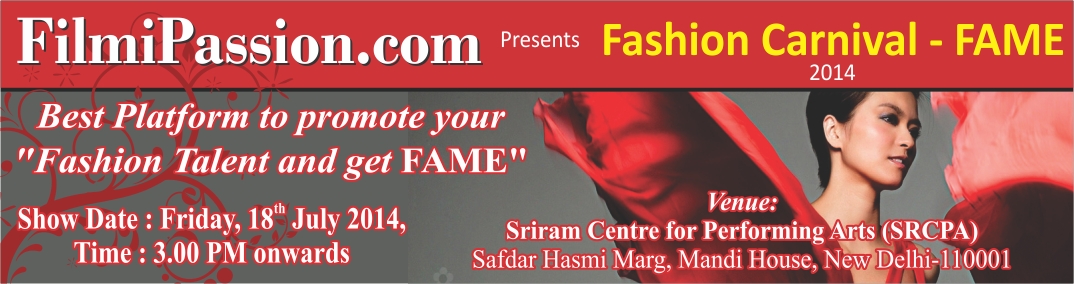 FilmiPassion.com Presents Fashion Carnival - FAME
2014
Best Platform to promote your
"Fashion Talent and get FAME"
Show Date : Friday, 18th July 2014,
Time : 3.00 PM onwards
Venue:
Sriram Centre for Performing Arts (SRCPA)
Safdar Hasmi Marg, Mandi House, New Delhi-110001